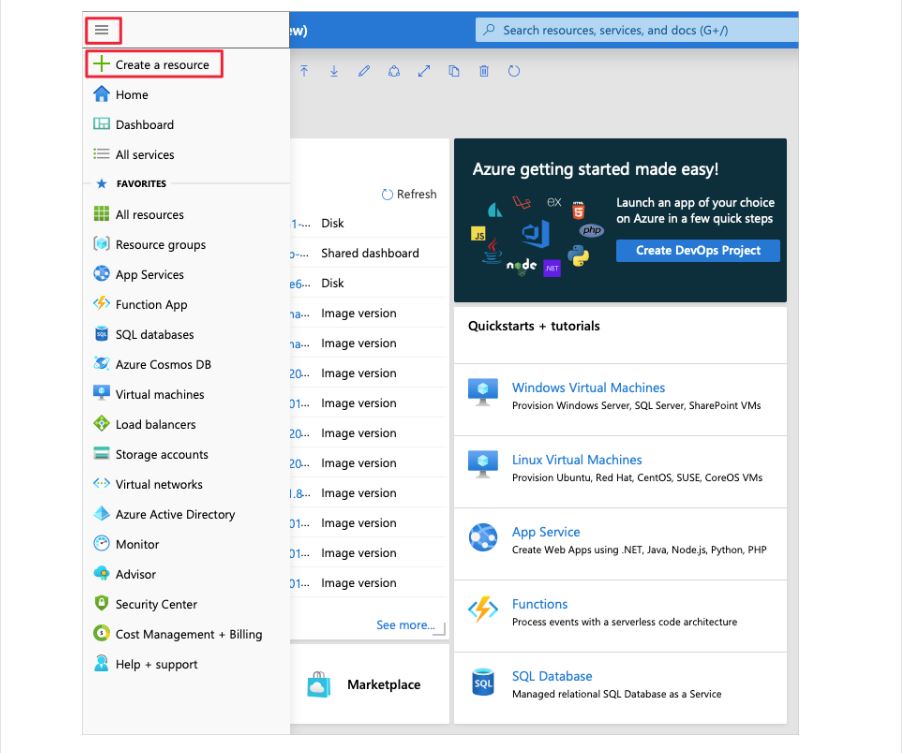 ew)
Search resources, services, and docs (G+/)
Create a resource
Home
Dashboard
All services
FAVORITES
All resources
Resource groups
App Services
Function App
SQL databases
Azure Cosmos DB
Virtual machines
Load balancers
Storage accounts
Virtual networks
Azure Active Directory
Monitor
Advisor
Security Center
Cost Management + Billing
Help + support
Refresh
1-... Disk
o-... Shared dashboard
e6... Disk
na... Image version
na... Image version
20... Image version
01... Image version
20... Image version
20... Image version
1.8... Image version
01... Image version
01... Image version
01... Image version
See more...
Marketplace
Azure getting started made easy!
Launch an app of your choice
on Azure in a few quick steps
Create DevOps Project
JS
EX
5
php
node
.NET
Quickstarts + tutorials
Windows Virtual Machines
Provision Windows Server, SQL Server, SharePoint VMs
Linux Virtual Machines
Provision Ubuntu, Red Hat, CentOS, SUSE, CoreOS VMs
App Service
Create Web Apps using .NET, Java, Node.js, Python, PHP
Functions
Process events with a serverless code architecture
SQL
SQL Database
Managed relational SQL Database as a Service